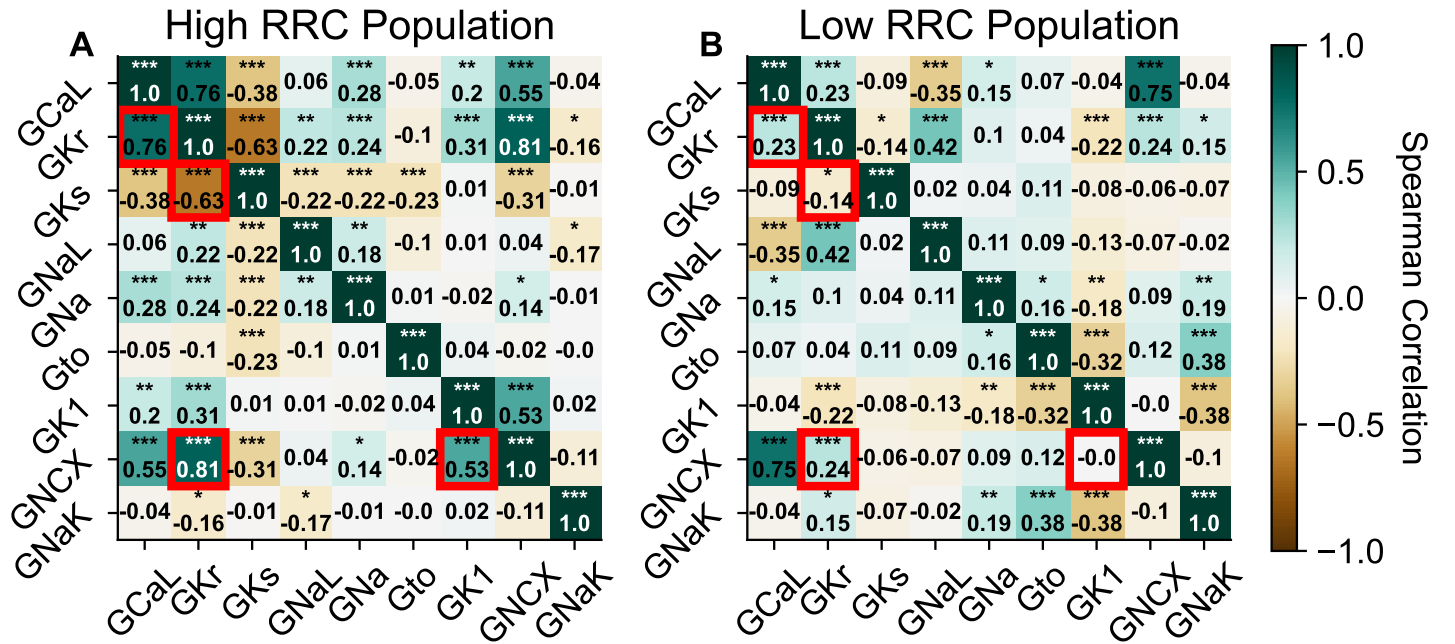 A High RRC Population
B Low RRC Population
*** *** *** *** ** ***
GCaL 1.0 0.76 -0.38 0.06 0.28 -0.05 0.2 0.55 -0.04
*** *** *** ** *** *** *** *
GKr 0.76 1.0 -0.63 0.22 0.24 -0.1 0.31 0.81 -0.16
*** *** *** *** *** *** ***
GKs -0.38 -0.63 1.0 -0.22 -0.22 -0.23 0.01 -0.31 -0.01
** *** *** ** *
GNaL 0.06 0.22 -0.22 1.0 0.18 -0.1 0.01 0.04 -0.17
*** *** *** ** *** *
GNa 0.28 0.24 -0.22 0.18 1.0 0.01 -0.02 0.14 -0.01
*** ***
Gto -0.05 -0.1 -0.23 -0.1 0.01 1.0 0.04 -0.02 -0.0
** *** *** ***
GK1 0.2 0.31 0.01 0.01 -0.02 0.04 1.0 0.53 0.02
*** *** *** * *** ***
GNCX 0.55 0.81 -0.31 0.04 0.14 -0.02 0.53 1.0 -0.11
* * ***
GNaK -0.04 -0.16 -0.01 -0.17 -0.01 -0.0 0.02 -0.11 1.0
GCaL GKr GKs GNaL GNa Gto GK1 GNCX GNaK
*** *** *** * ***
GCaL 1.0 0.23 -0.09 -0.35 0.15 0.07 -0.04 0.75 -0.04
*** *** * *** *** *** *
GKr 0.23 1.0 -0.14 0.42 0.1 0.04 -0.22 0.24 0.15
* ***
GKs -0.09 -0.14 1.0 0.02 0.04 0.11 -0.08 -0.06 -0.07
*** *** ***
GNaL -0.35 0.42 0.02 1.0 0.11 0.09 -0.13 -0.07 -0.02
* *** * ** **
GNa 0.15 0.1 0.04 0.11 1.0 0.16 -0.18 0.09 0.19
* *** *** ***
Gto 0.07 0.04 0.11 0.09 0.16 1.0 -0.32 0.12 0.38
*** ** *** *** ***
GK1 -0.04 -0.22 -0.08 -0.13 -0.18 -0.32 1.0 -0.0 -0.38
*** *** ***
GNCX 0.75 0.24 -0.06 -0.07 0.09 0.12 -0.0 1.0 -0.1
* ** *** *** ***
GNaK -0.04 0.15 -0.07 -0.02 0.19 0.38 -0.38 -0.1 1.0
GCaL GKr GKs GNaL GNa Gto GK1 GNCX GNaK
1.0
0.5
0.0
−0.5
−1.0
Spearman Correlation